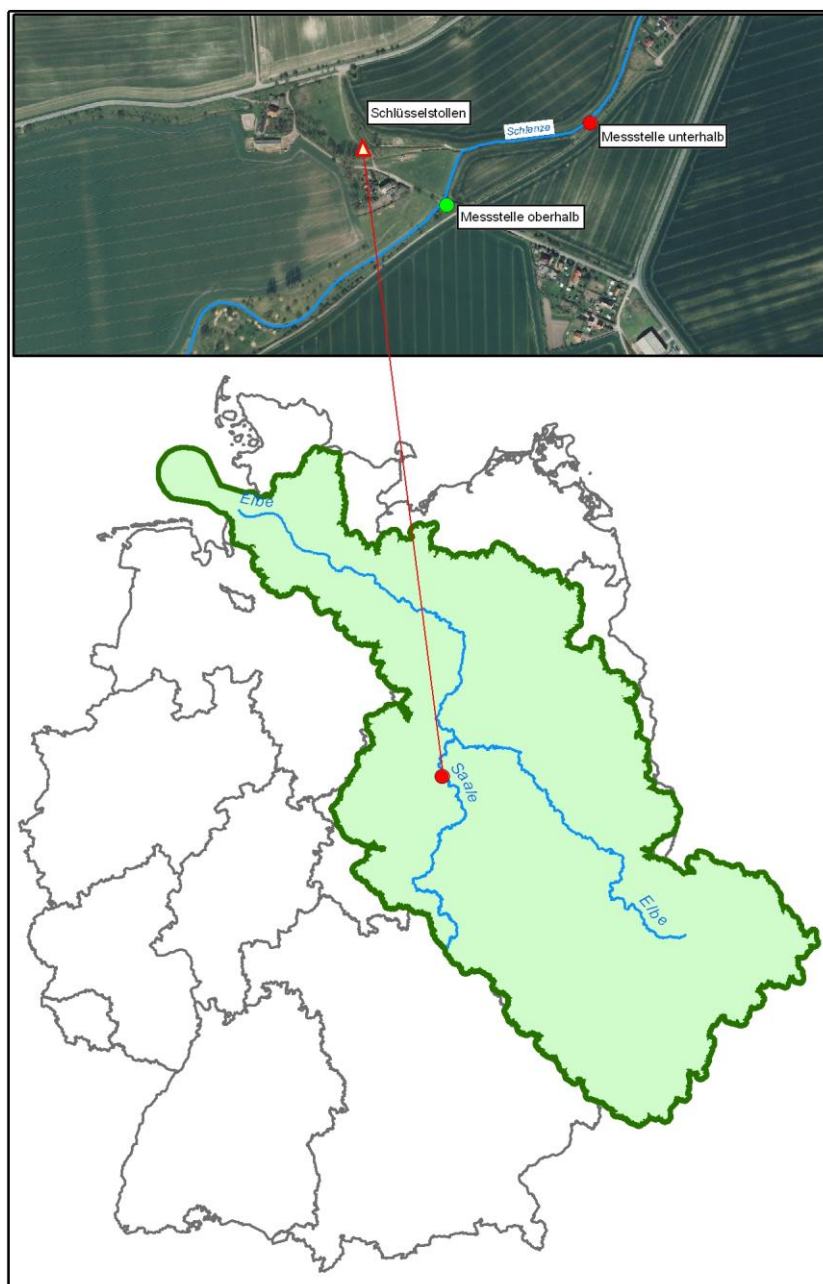 Schlüsselstollen
Schlenze
Messstelle unterhalb
Messstelle oberhalb
Elbe
Saale
Elbe